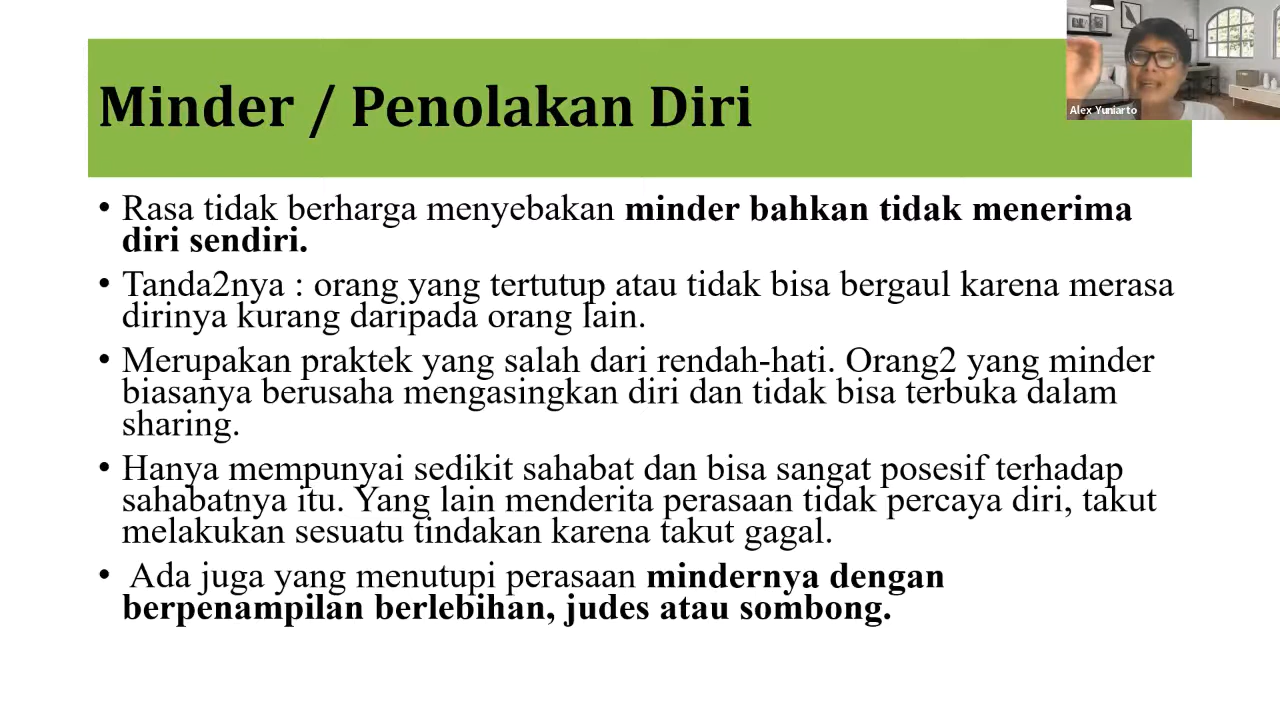 Minder / Penolakan Diri
Alex Yuniarto
• Rasa tidak berharga menyebakan minder bahkan tidak menerima
diri sendiri.
• Tanda2nya : orang yang tertutup atau tidak bisa bergaul karena merasa
dirinya kurang daripada orang lain.
• Merupakan praktek yang salah dari rendah-hati. Orang2 yang minder
biasanya berusaha mengasingkan diri dan tidak bisa terbuka dalam
sharing.
• Hanya mempunyai sedikit sahabat dan bisa sangat posesif terhadap
sahabatnya itu. Yang lain menderita perasaan tidak percaya diri, takut
melakukan sesuatu tindakan karena takut gagal.
• Ada juga yang menutupi perasaan mindernya dengan
berpenampilan berlebihan, judes atau sombong.